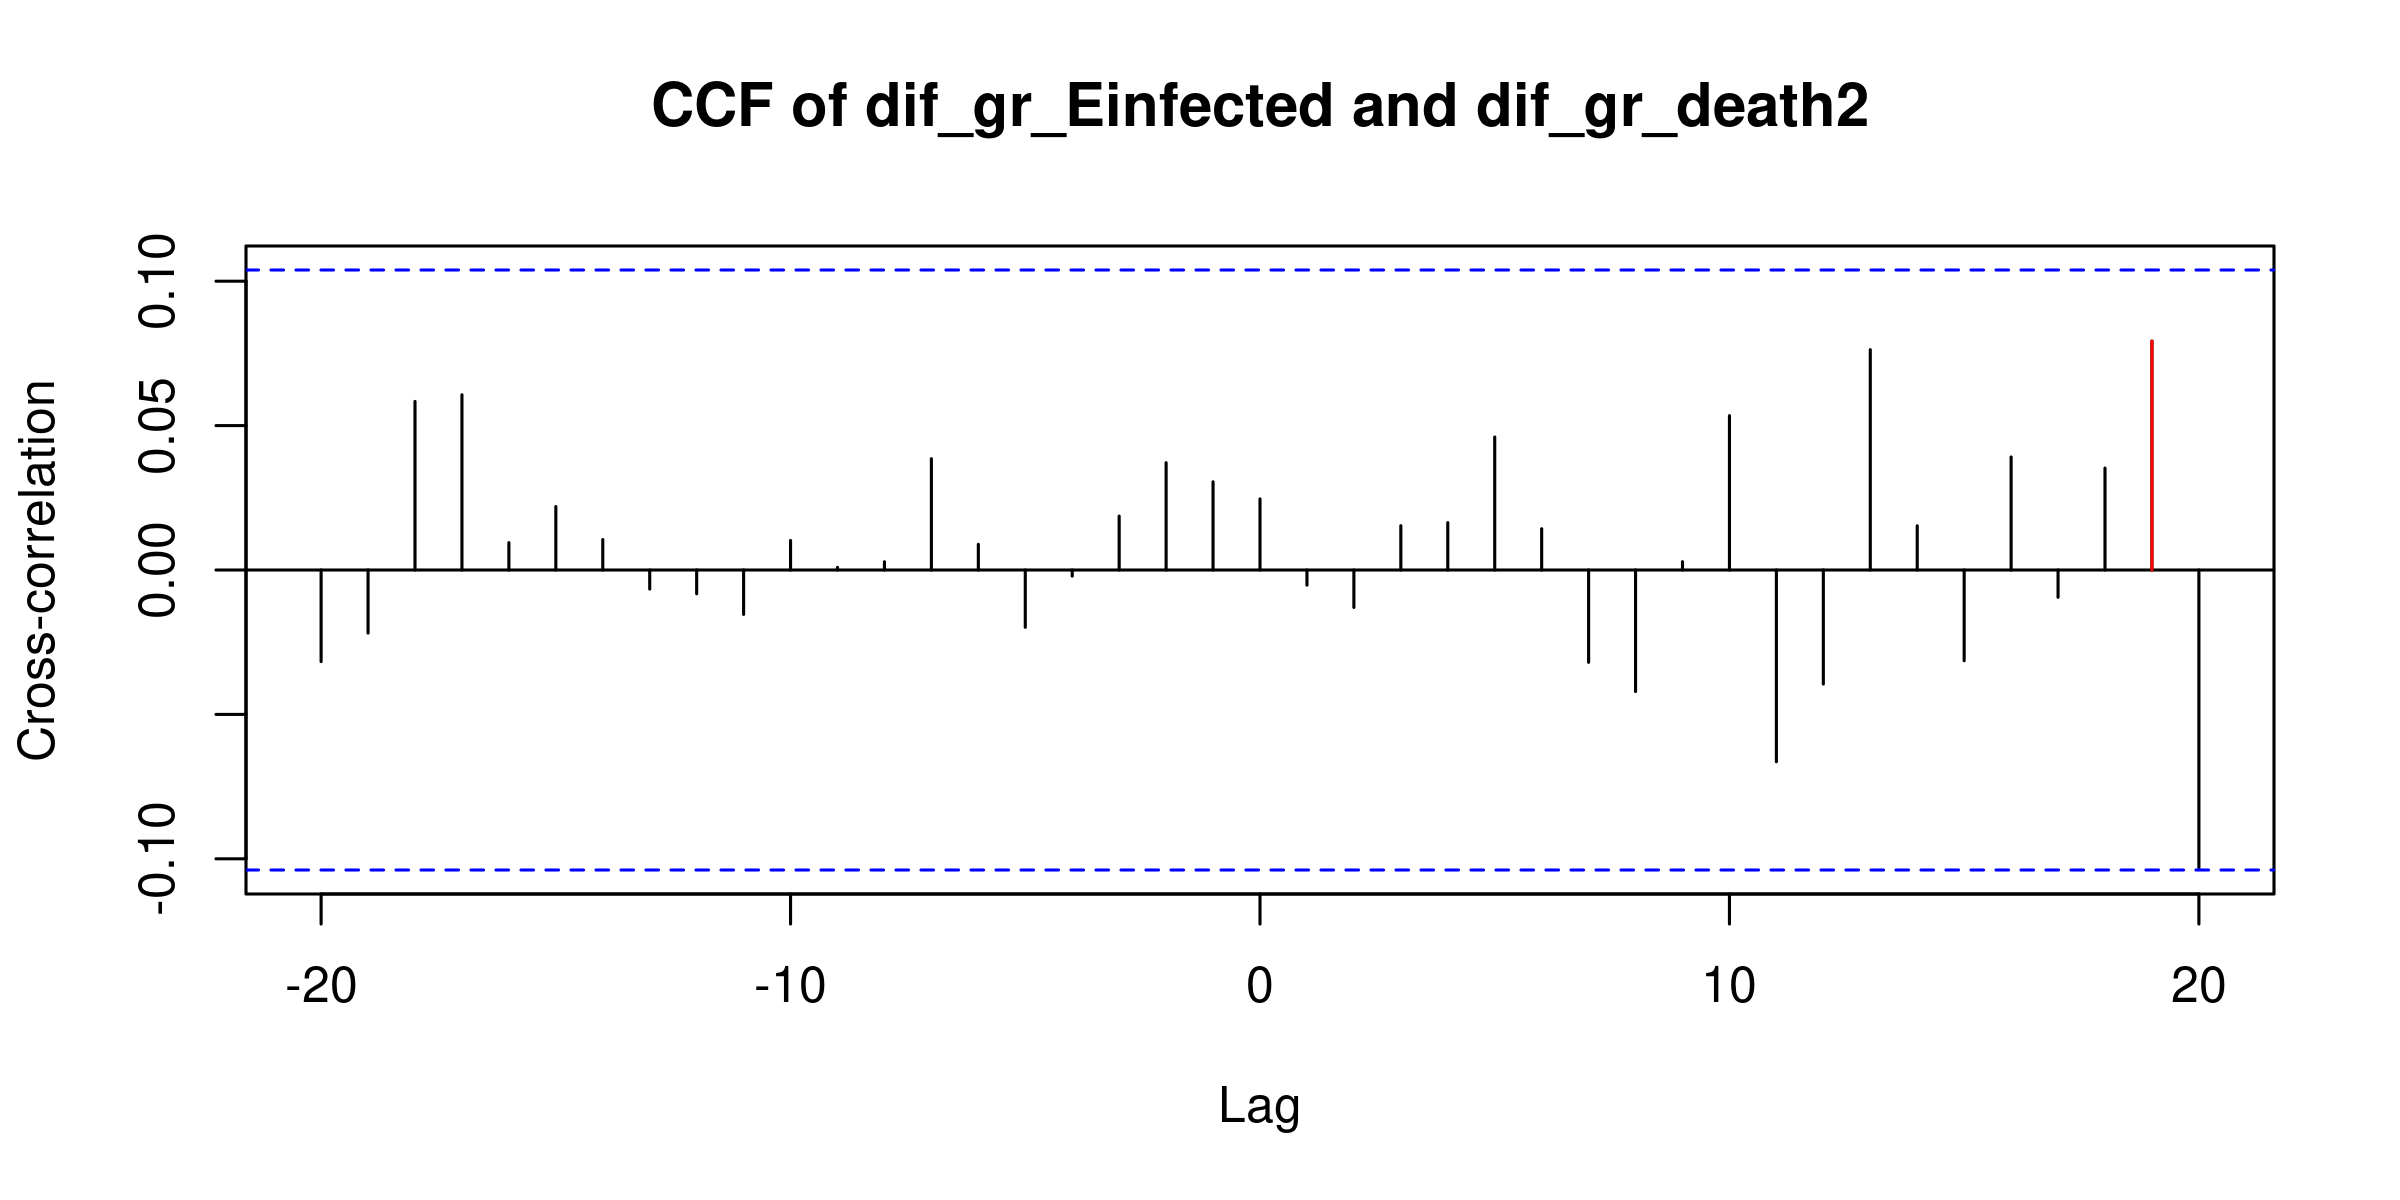 CCF of dif_gr_Einfected and dif_gr_death2
Cross-correlation
0.10
0.05
0.00
-0.10
-20 -10 0 10 20
Lag